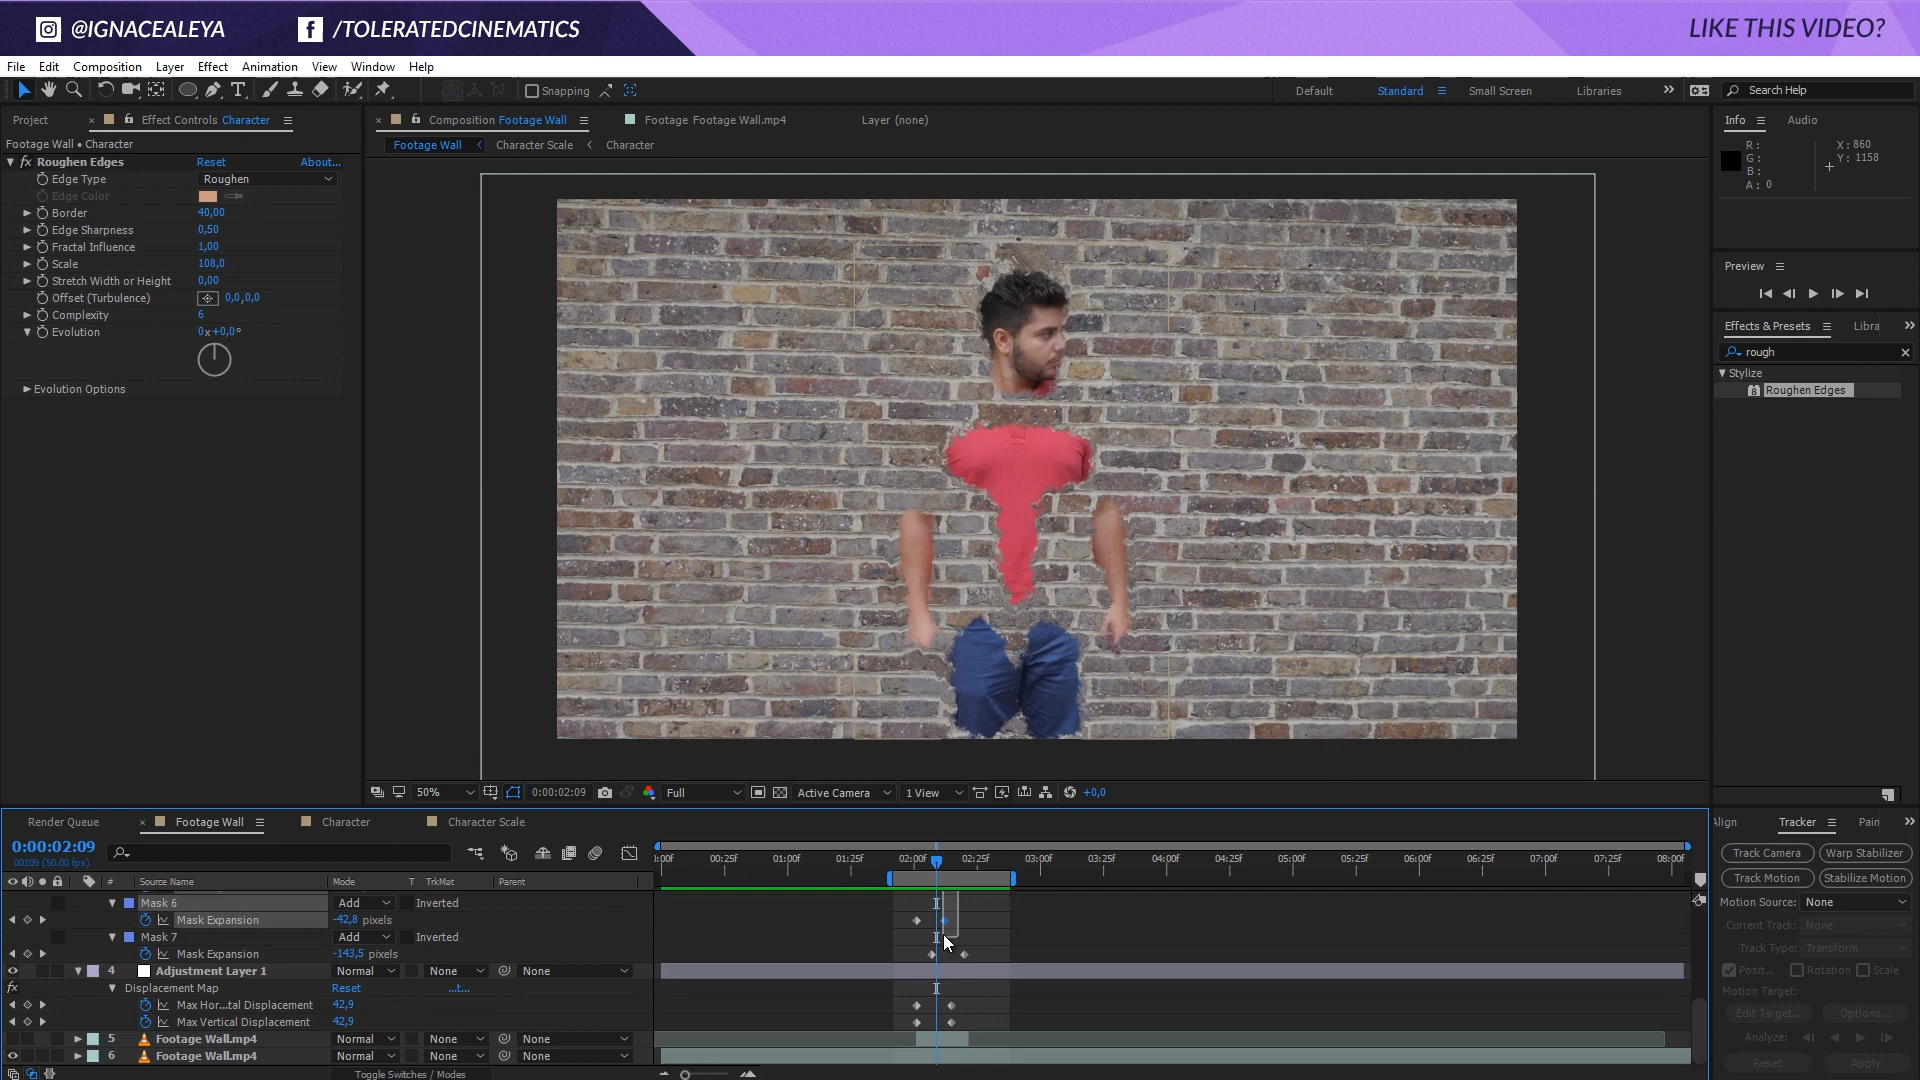 @IGNACEALEYA
/TOLERATEDCINEMATICS
LIKE THIS VIDEO?
File Edit Composition Layer Effect Animation View Window Help
Snapping
Default Standard Small Screen Libraries
Search Help
Project
Effect Controls Character
Composition Footage Wall
Footage Footage Wall.mp4
Layer (none)
Info Audio
Footage Wall • Character
Footage Wall Character Scale Character
R:
G:
B:
A: 0
X: 860
Y: 1158
fx Roughen Edges Reset About...
Edge Type Roughen
Edge Color
Border 40,00
Edge Sharpness 0,50
Fractal Influence 1,00
Scale 108,0
Stretch Width or Height 0,00
Offset (Turbulence) 0,0,0,0
Complexity 6
Evolution 0x+0,0°
Evolution Options
Preview
Effects & Presets Libra
rough
Stylize
Roughen Edges
50% 0:00:02:09 Full Active Camera 1 View +0,0
Render Queue Footage Wall Character Character Scale
0:00:02:09
00109 (50.00 fps)
:00f 00:25f 01:00f 01:25f 02:00f 02:25f 03:00f 03:25f 04:00f 04:25f 05:00f 05:25f 06:00f 06:25f 07:00f 07:25f 08:00f
# Source Name Mode T TrkMat Parent
Mask 6 Add Inverted
Mask Expansion -42,8 pixels
Mask 7 Add Inverted
Mask Expansion -143,5 pixels
4 Adjustment Layer 1 Normal None None
fx Displacement Map Reset ...t...
Max Hor...tal Displacement 42,9
Max Vertical Displacement 42,9
5 Footage Wall.mp4 Normal None None
6 Footage Wall.mp4 Normal None None
Toggle Switches / Modes
Align Tracker Pain
Track Camera Warp Stabilizer
Track Motion Stabilize Motion
Motion Source: None
Current Track: None
Track Type: Transform
Posit... Rotation Scale
Motion Target:
Edit Target... Options...
Analyze:
Reset Apply